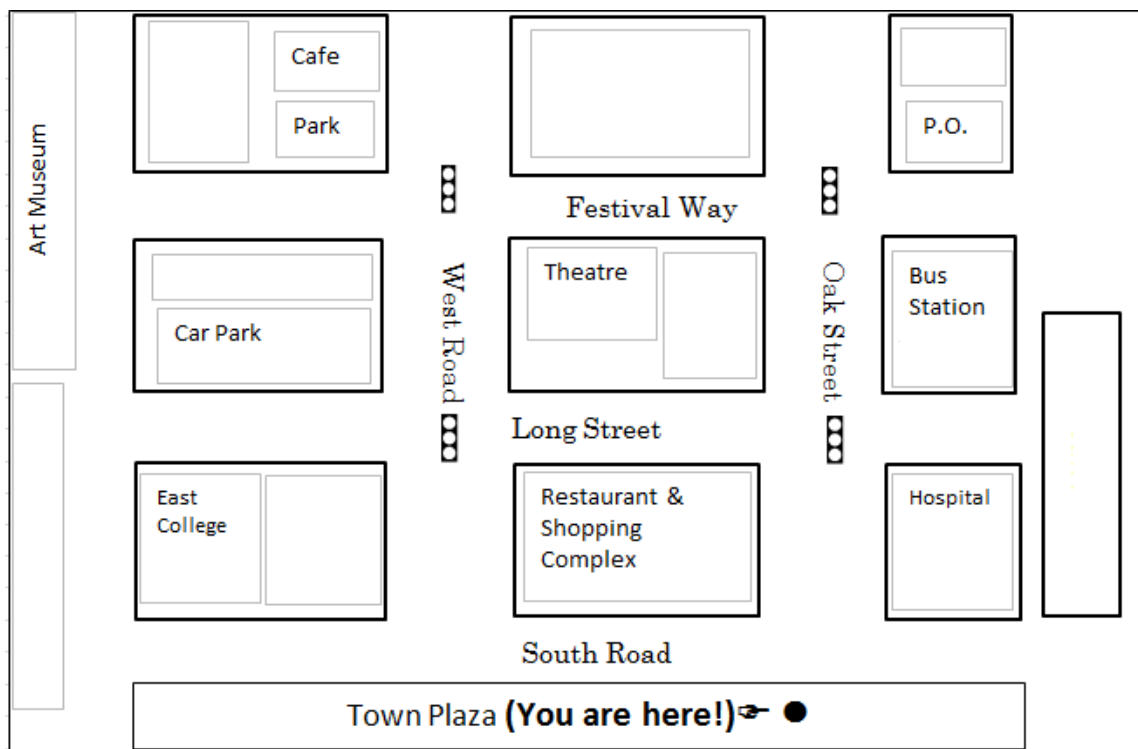 Cafe
Park
P.O.
Art Museum
Festival Way
Theatre
Bus
Station
Car Park
West Road
Oak Street
Long Street
East
College
Restaurant &
Shopping
Complex
Hospital
South Road
Town Plaza (You are here!)☛ ●